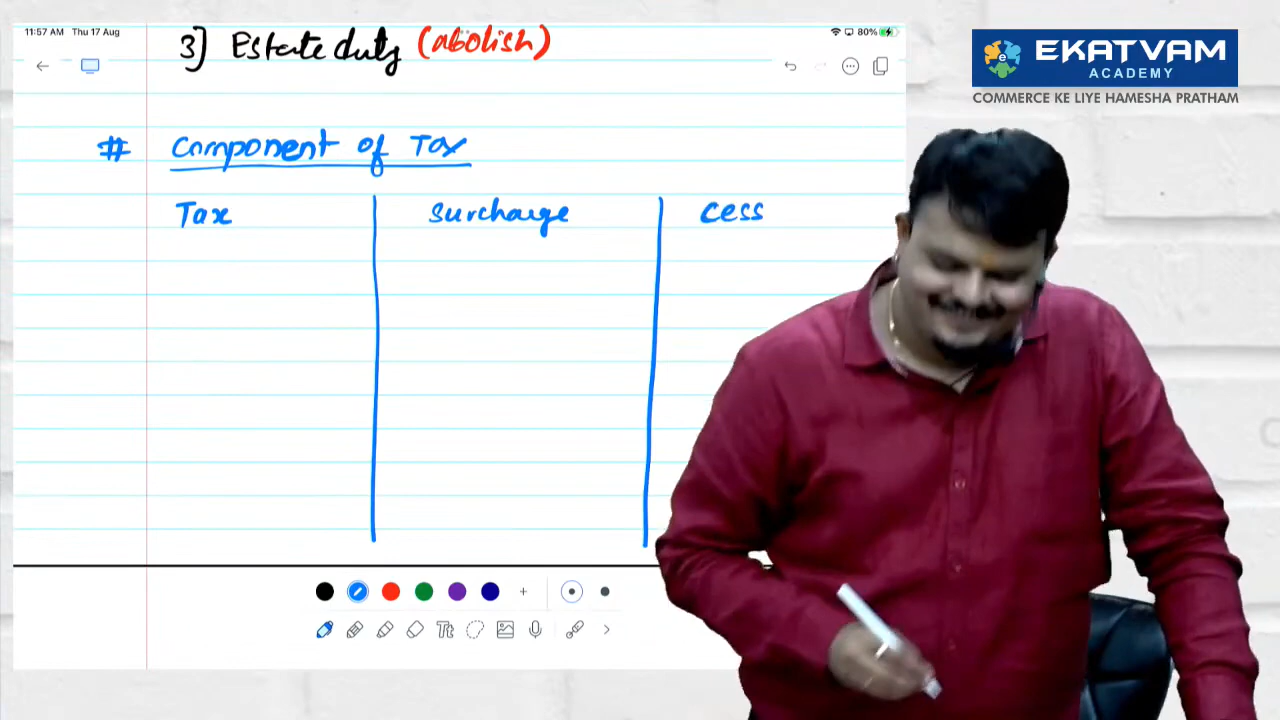 11:57 AM Thu 17 Aug
80%
3] Estate duty (abolish)
# Component of Tax
Tax
surcharge
cess
Tt
e
EKATVAM
ACADEMY
COMMERCE KE LIYE HAMESHA PRATHAM